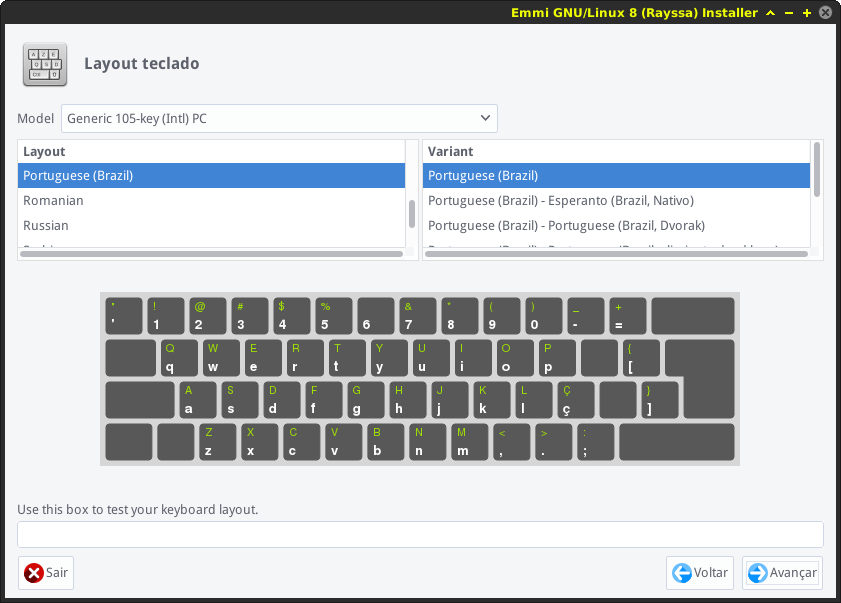 Emmi GNU/Linux 8 (Rayssa) Installer
Layout teclado
Model Generic 105-key (Intl) PC
Layout Variant
Portuguese (Brazil) Portuguese (Brazil)
Romanian Portuguese (Brazil) - Esperanto (Brazil, Nativo)
Russian Portuguese (Brazil) - Portuguese (Brazil, Dvorak)
" ! @ # $ % & * ( ) _ +
' 1 2 3 4 5 6 7 8 9 0 - =
Q W E R T Y U I O P {
q w e r t y u i o p [
A S D F G H J K L Ç }
a s d f g h j k l ç ]
Z X C V B N M < > :
z x c v b n m , . ;
Use this box to test your keyboard layout.
Sair Voltar Avançar